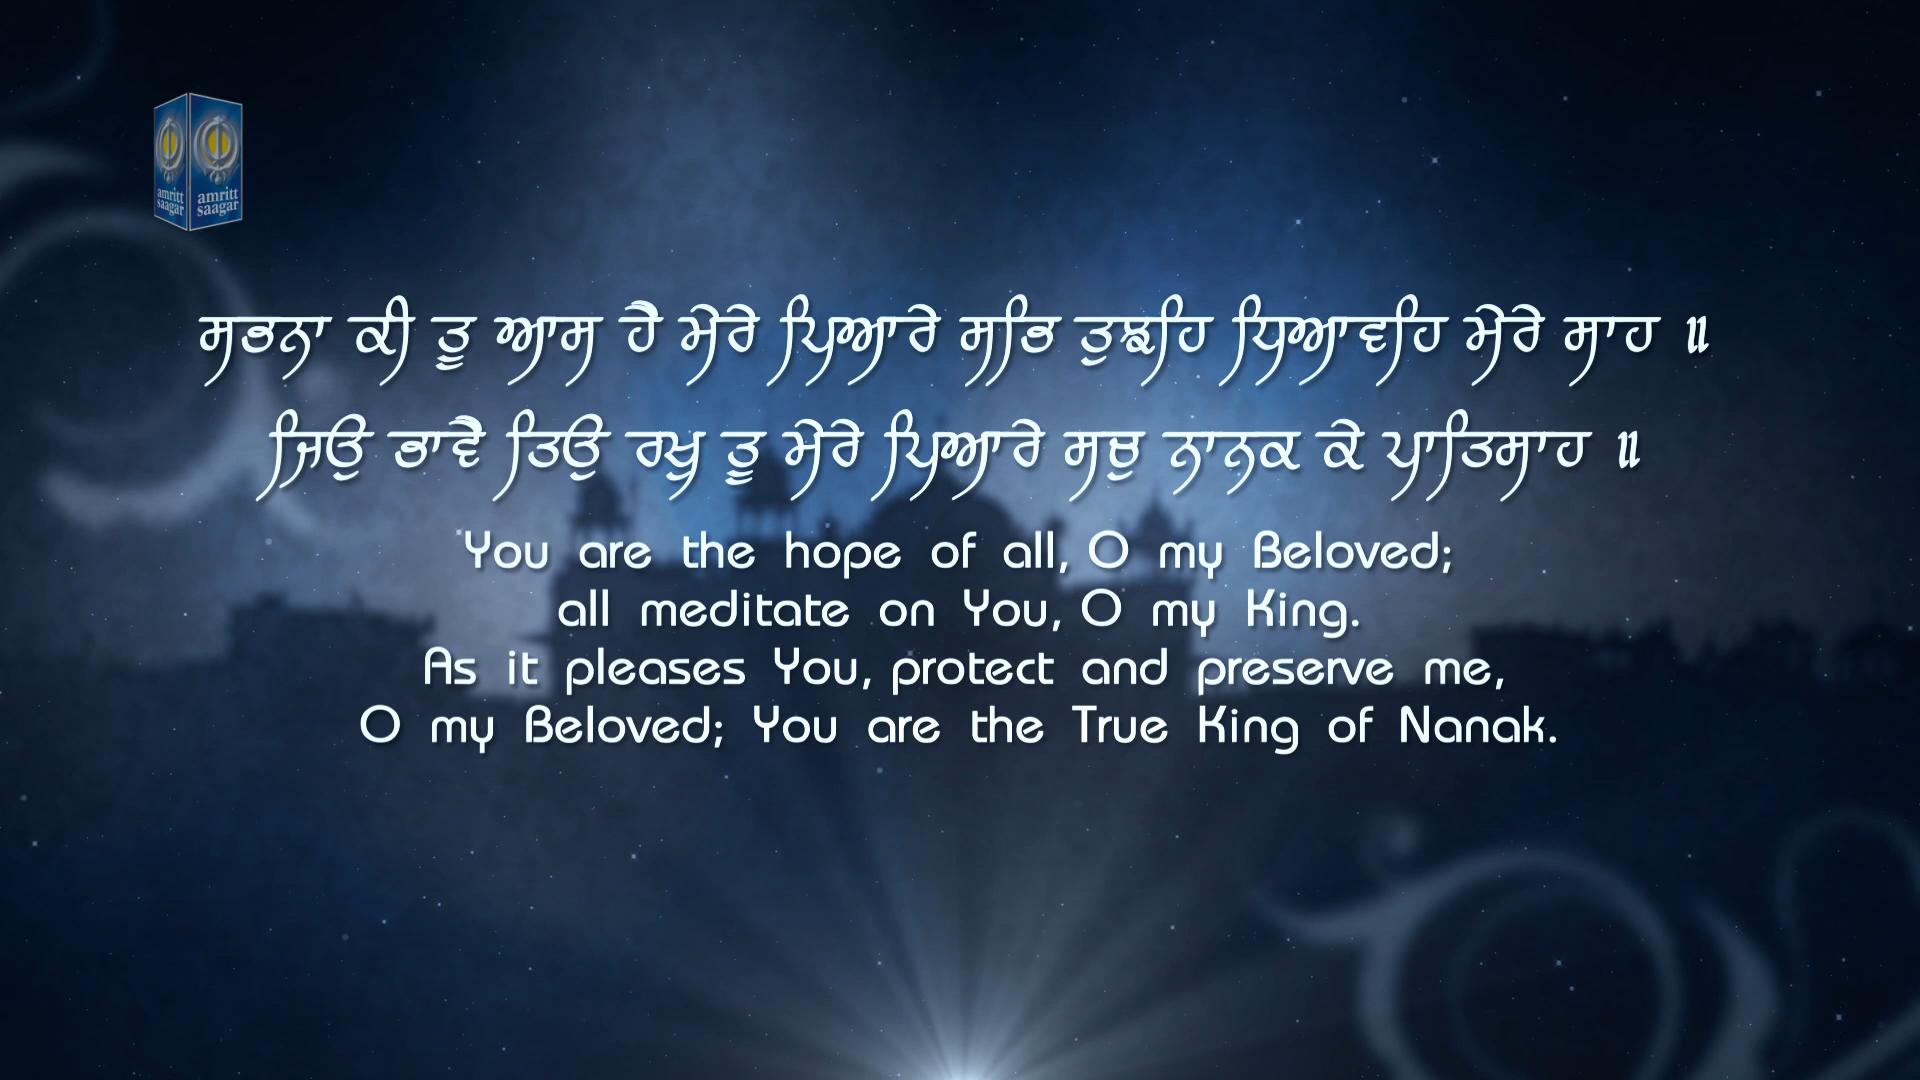 amritt saagar
amritt saagar
ਸਭਨਾ ਕੀ ਤੂ ਆਸ ਹੈ ਮੇਰੇ ਪਿਆਰੇ ਸਭਿ ਤੁਝਹਿ ਧਿਆਵਹਿ ਮੇਰੇ ਸਾਹ ॥
ਜਿਉ ਭਾਵੈ ਤਿਉ ਰਖੁ ਤੂ ਮੇਰੇ ਪਿਆਰੇ ਸਚੁ ਨਾਨਕ ਕੇ ਪਾਤਿਸਾਹ ॥
You are the hope of all, O my Beloved;
all meditate on You, O my King.
As it pleases You, protect and preserve me,
O my Beloved; You are the True King of Nanak.